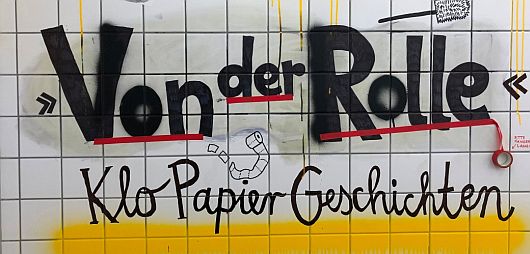 »Von der Rolle«
Klo Papier Geschichten